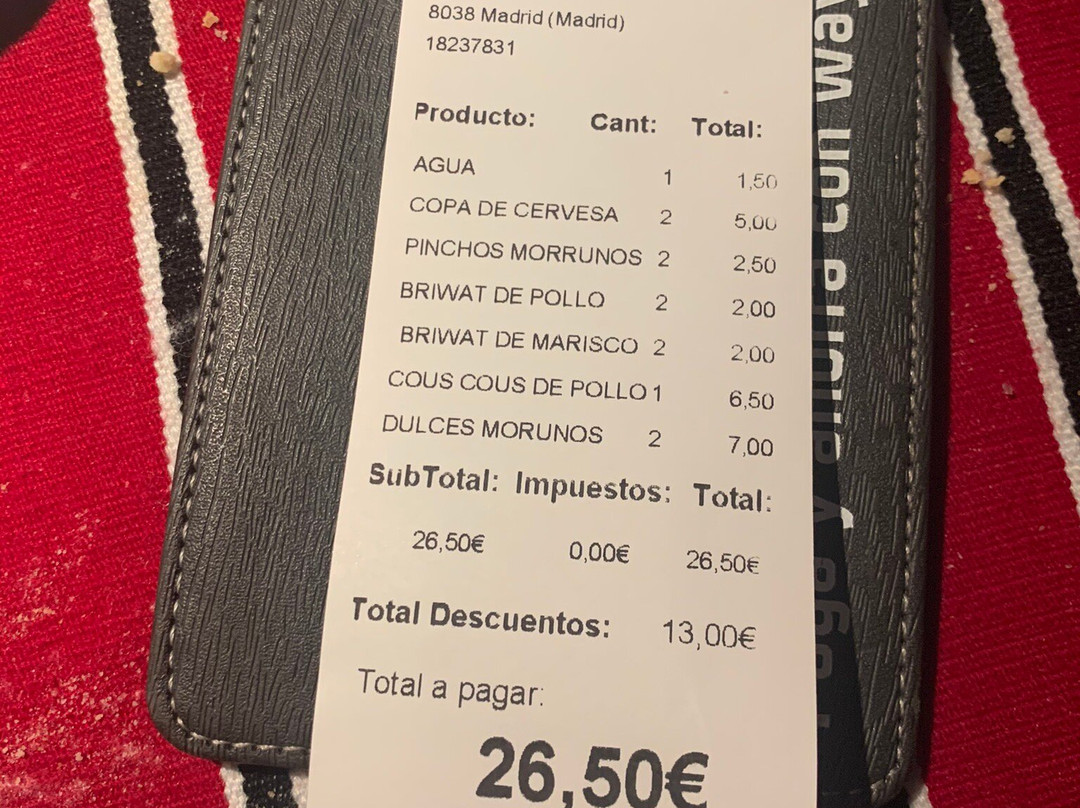 8038 Madrid (Madrid)
18237831
Producto: Cant: Total:
AGUA 1 1,50
COPA DE CERVESA 2 5,00
PINCHOS MORRUNOS 2 2,50
BRIWAT DE POLLO 2 2,00
BRIWAT DE MARISCO 2 2,00
COUS COUS DE POLLO 1 6,50
DULCES MORUNOS 2 7,00
SubTotal: Impuestos: Total:
26,50€ 0,00€ 26,50€
Total Descuentos: 13,00€
Total a pagar:
26,50€
con